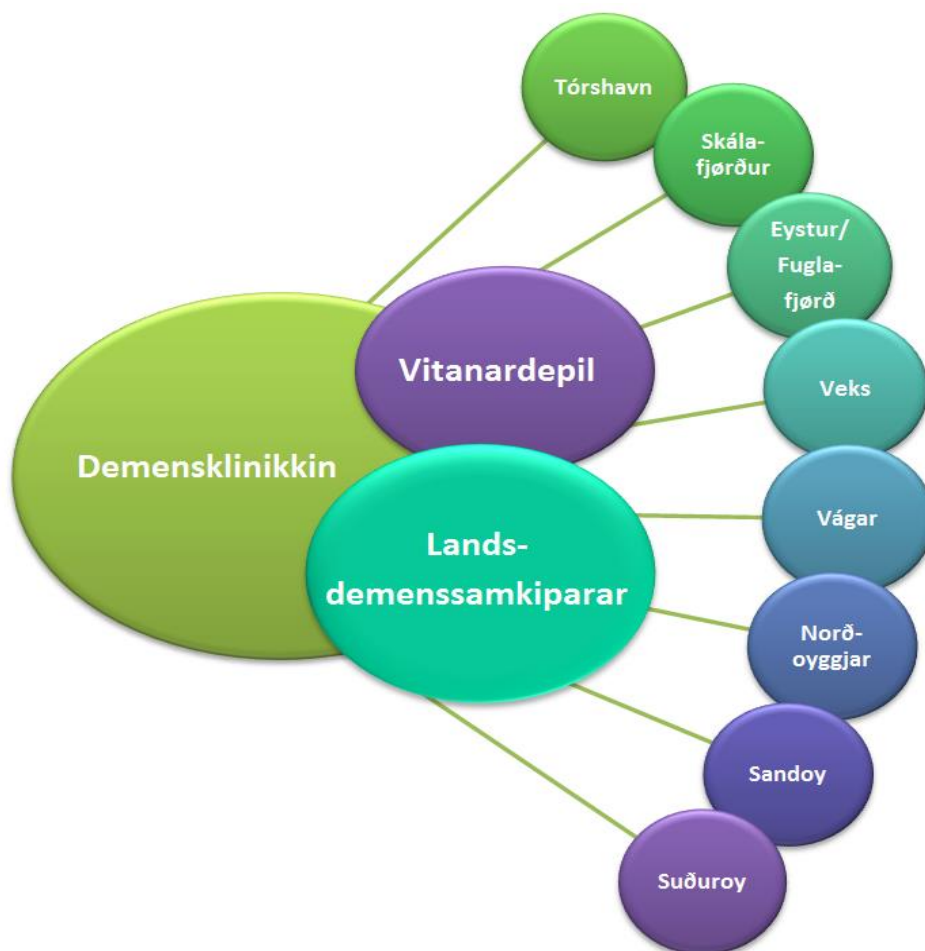 Tórshavn
Skála-
fjørður
Eystur/
Fugla-
fjørð
Vitanardepil
Veks
Demensklinikkin
Vágar
Lands-
demenssamkiparar
Norð-
oyggjar
Sandoy
Suðuroy